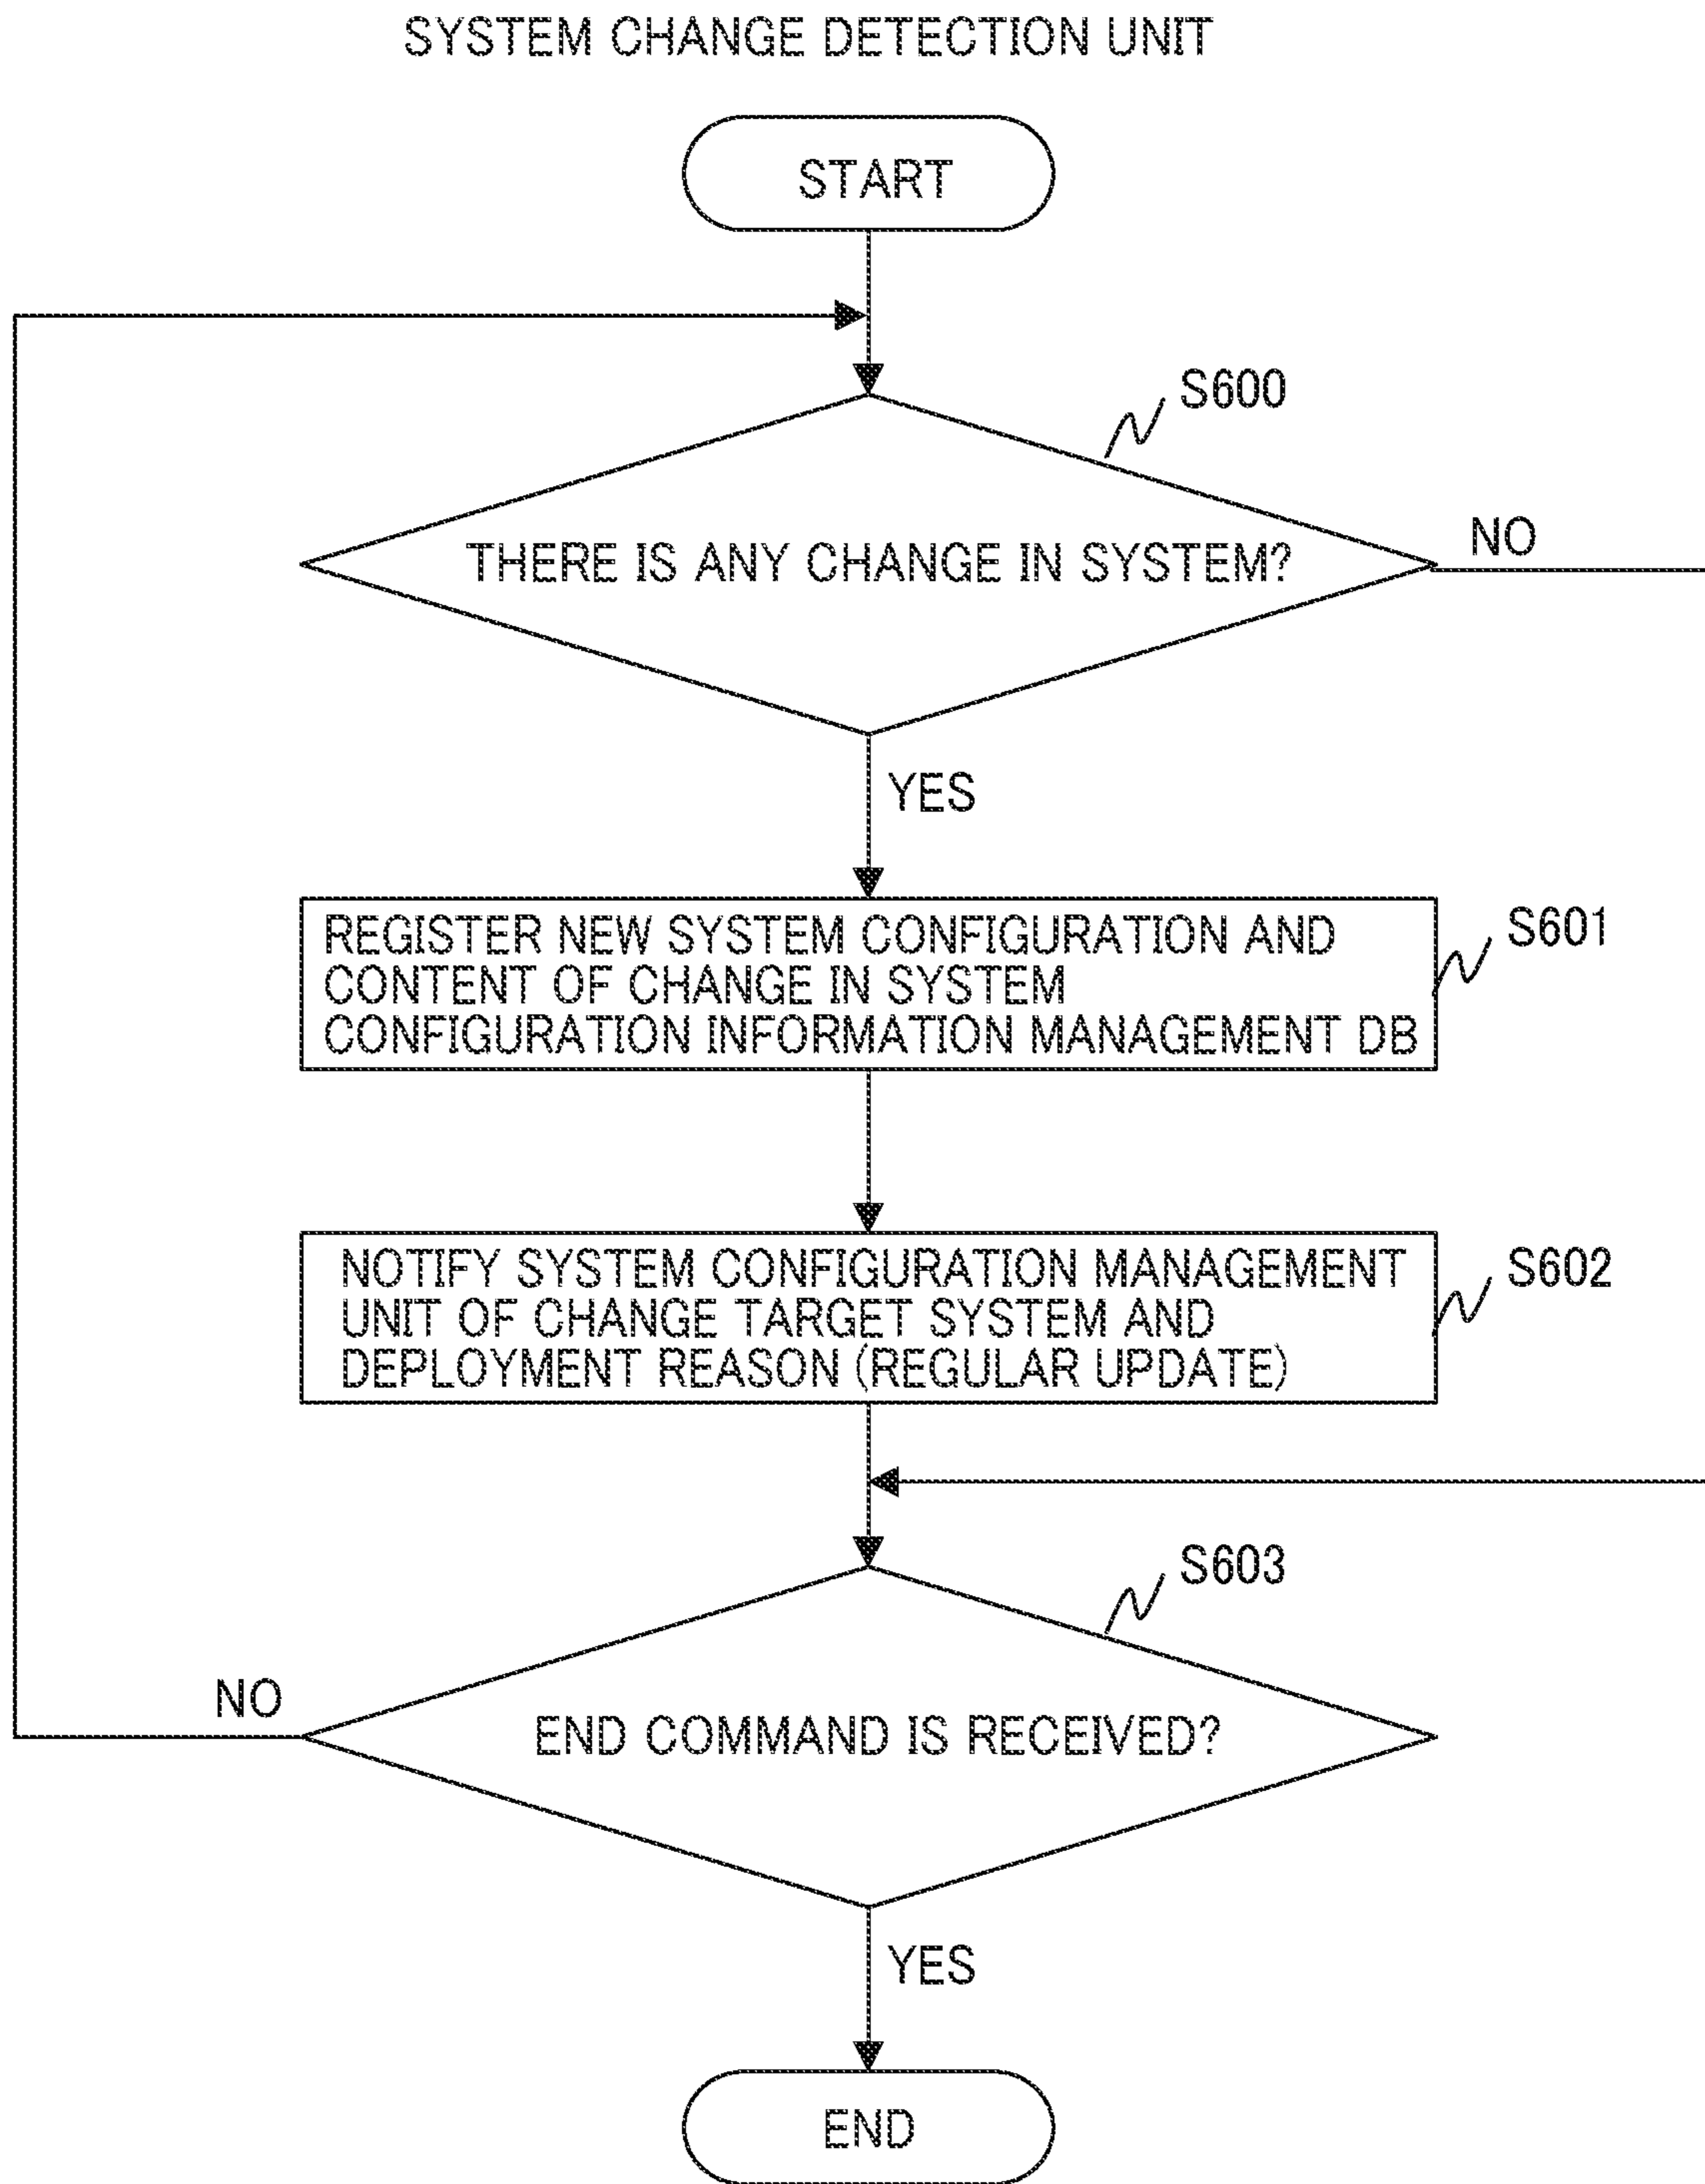 SYSTEM CHANGE DETECTION UNIT
START
S600
THERE IS ANY CHANGE IN SYSTEM?
NO
YES
REGISTER NEW SYSTEM CONFIGURATION AND
CONTENT OF CHANGE IN SYSTEM
CONFIGURATION INFORMATION MANAGEMENT DB
S601
NOTIFY SYSTEM CONFIGURATION MANAGEMENT
UNIT OF CHANGE TARGET SYSTEM AND
DEPLOYMENT REASON (REGULAR UPDATE)
S602
S603
NO
END COMMAND IS RECEIVED?
YES
END